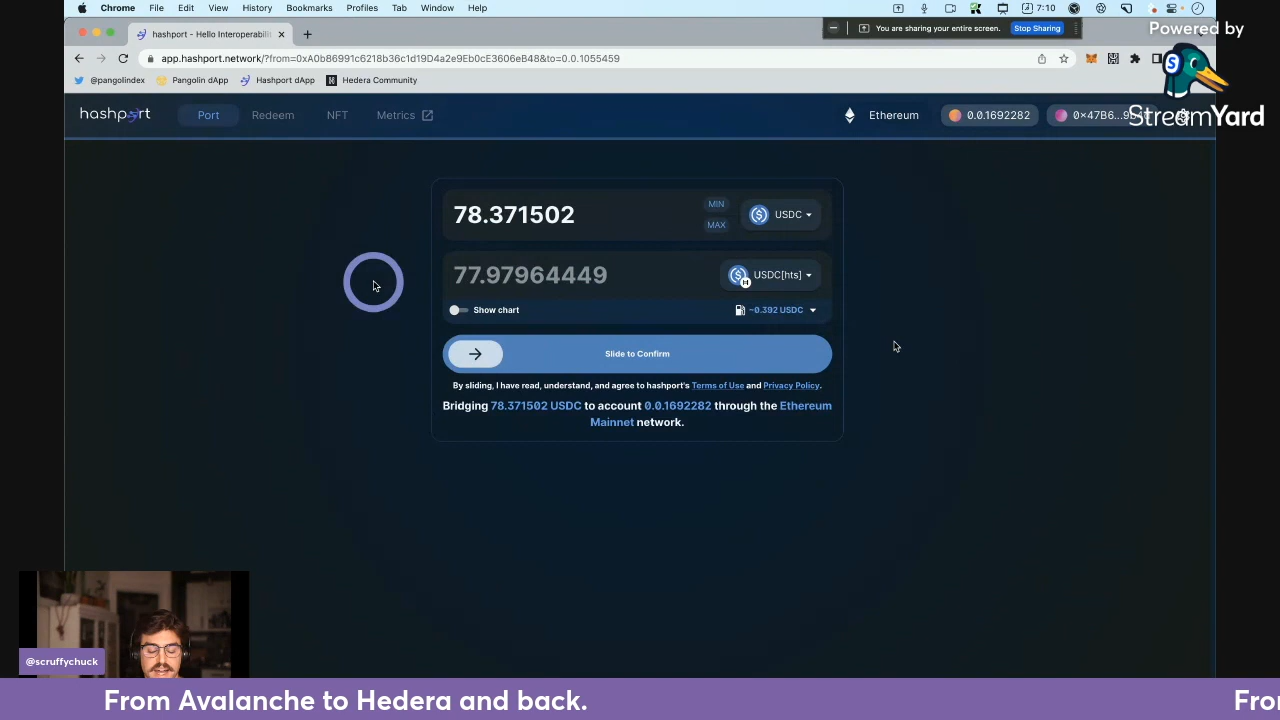 Chrome File Edit View History Bookmarks Profiles Tab Window Help 7:10
hashport - Hello Interoperabili
You are sharing your entire screen. Stop Sharing
Powered by
StreamYard
app.hashport.network/?from=0xA0b86991c6218b36c1d19D4a2e9Eb0cE3606eB48&to=0.0.1055459
@pangolindex Pangolin dApp Hashport dApp Hedera Community
hashport Port Redeem NFT Metrics Ethereum 0.0.1692282
78.371502 MIN MAX USDC
77.97964449 USDC[hts]
Show chart ~0.392 USDC
Slide to Confirm
By sliding, I have read, understand, and agree to hashport's Terms of Use and Privacy Policy.
Bridging 78.371502 USDC to account 0.0.1692282 through the Ethereum
Mainnet network.
@scruffychuck
From Avalanche to Hedera and back.